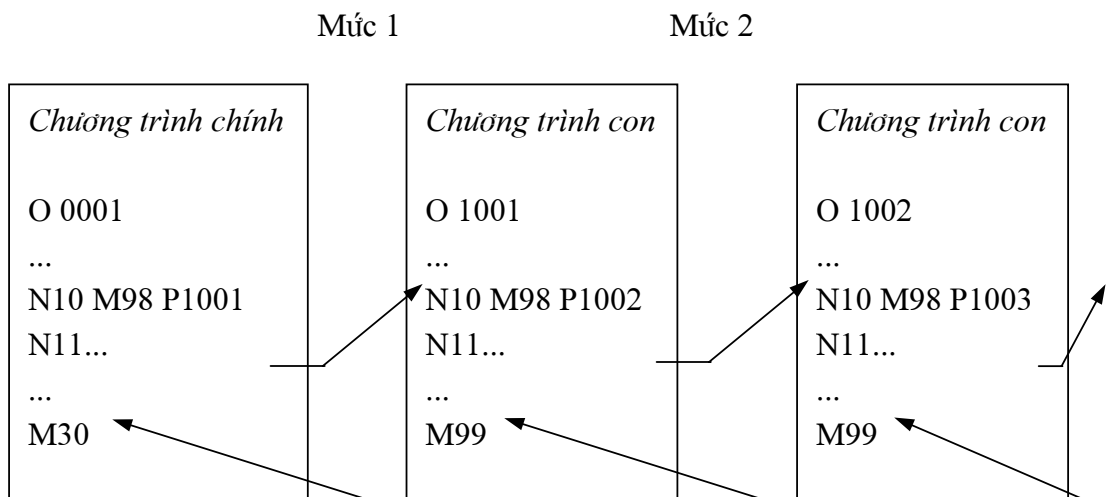 Mức 1
Mức 2
Chương trình chính
O 0001
...
N10 M98 P1001
N11...
...
M30
Chương trình con
O 1001
...
N10 M98 P1002
N11...
...
M99
Chương trình con
O 1002
...
N10 M98 P1003
N11...
...
M99